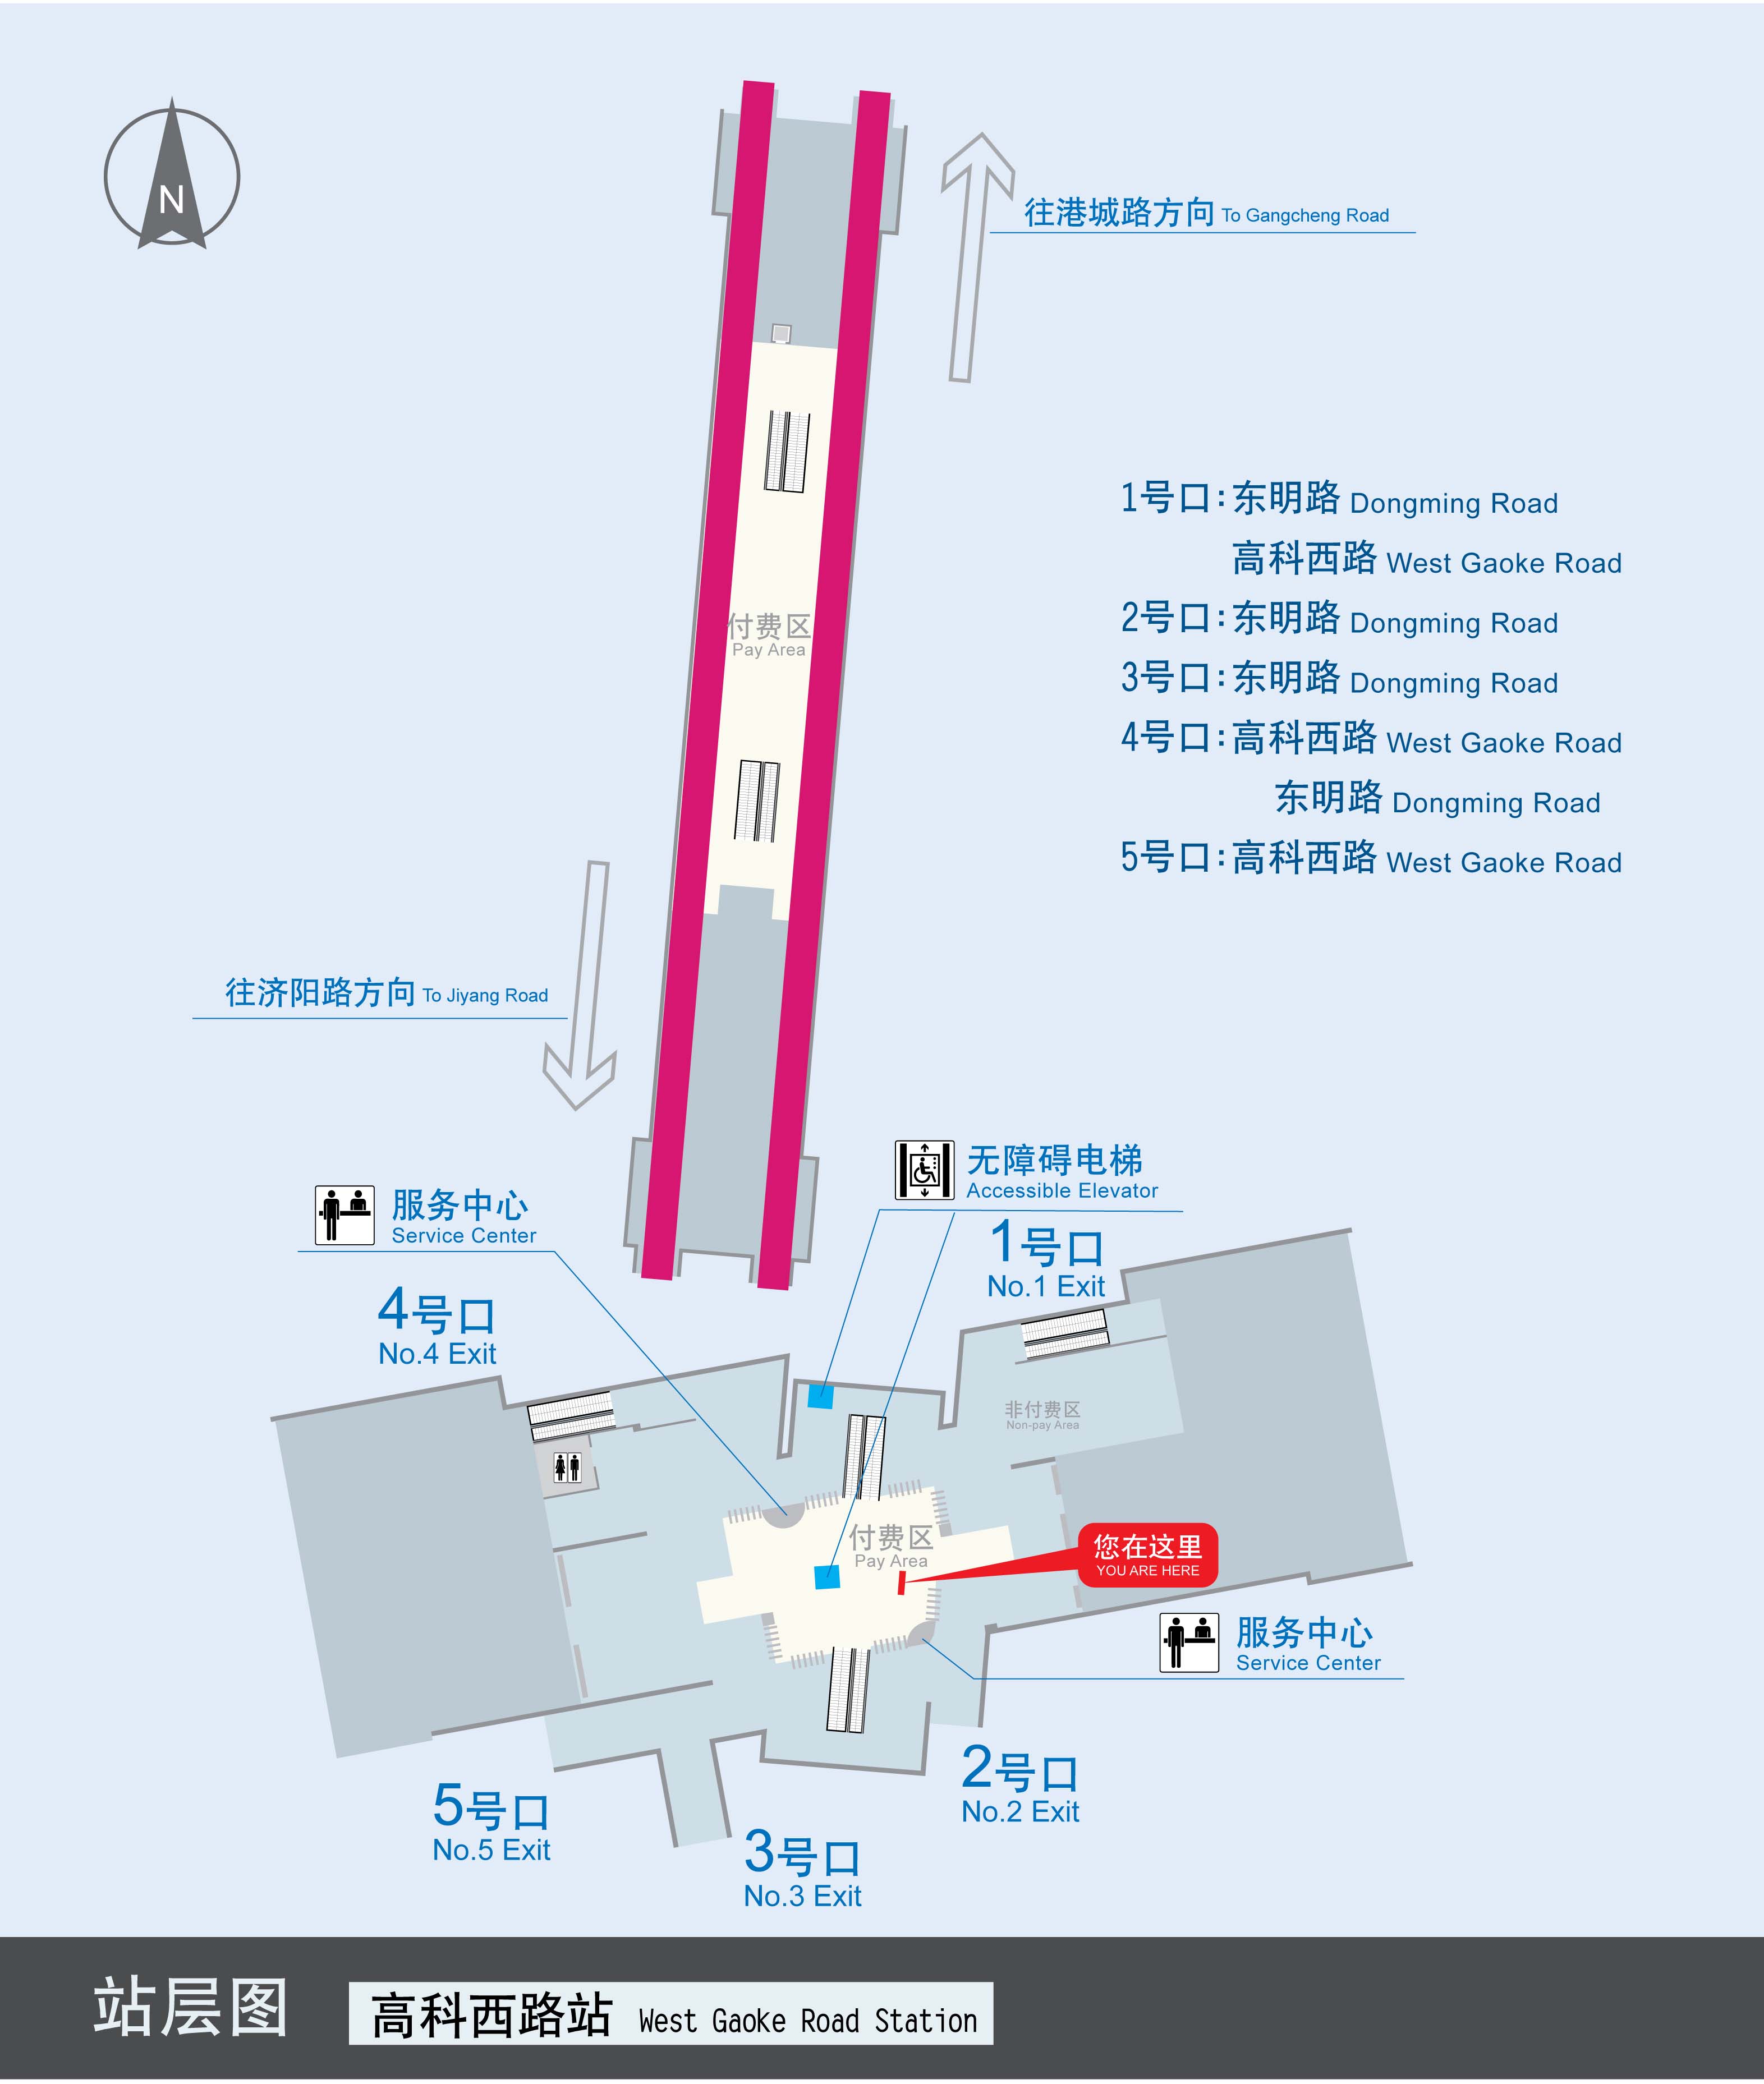 N
往港城路方向 To Gangcheng Road
1号口:东明路 Dongming Road
高科西路 West Gaoke Road
2号口:东明路 Dongming Road
3号口:东明路 Dongming Road
4号口:高科西路 West Gaoke Road
东明路 Dongming Road
5号口:高科西路 West Gaoke Road
付费区
Pay Area
往济阳路方向 To Jiyang Road
无障碍电梯
Accessible Elevator
服务中心
Service Center
1号口
No.1 Exit
4号口
No.4 Exit
非付费区
Non-pay Area
付费区
Pay Area
您在这里
YOU ARE HERE
服务中心
Service Center
2号口
No.2 Exit
5号口
No.5 Exit
3号口
No.3 Exit
站层图
高科西路站 West Gaoke Road Station